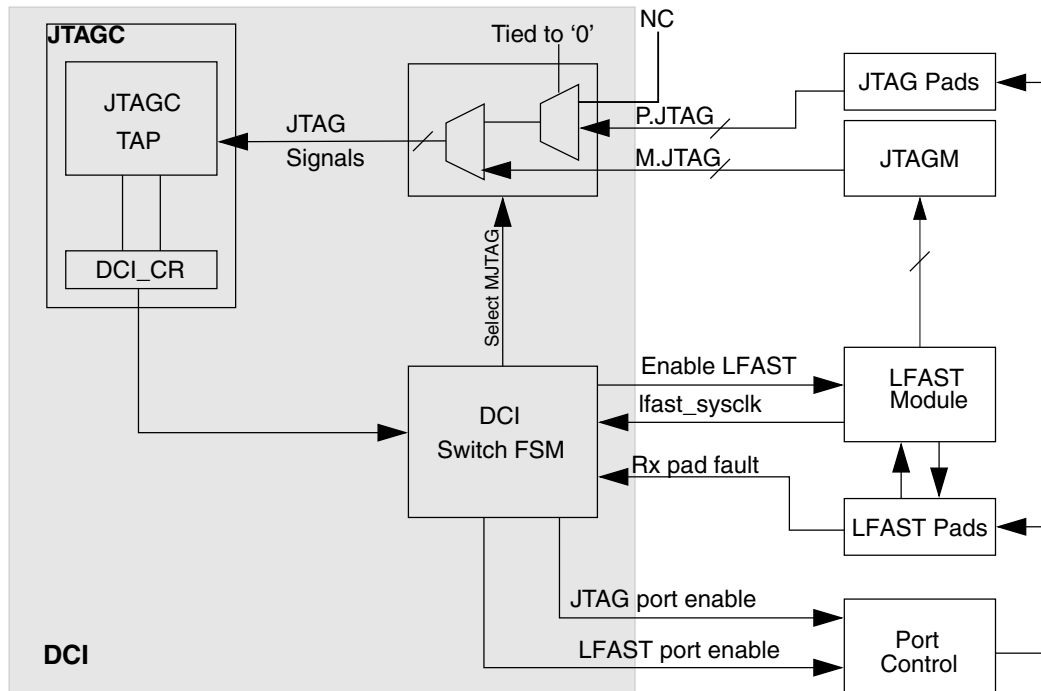 JTAGC
Tied to ‘0’
NC
JTAGC
TAP
JTAG
Signals
P.JTAG
M.JTAG
JTAG Pads
JTAGM
DCI_CR
Select MJTAG
DCI
Switch FSM
Enable LFAST
lfast_sysclk
Rx pad fault
LFAST
Module
LFAST Pads
JTAG port enable
LFAST port enable
Port
Control
DCI